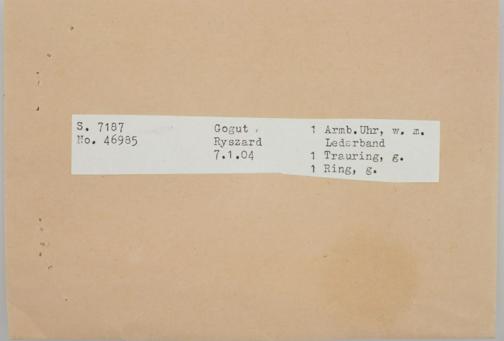 S. 7187 Gogut 1 Armb.Uhr, w. m.
No. 46985 Ryszard Lederband
7.1.04 1 Trauring, g.
1 Ring, g.